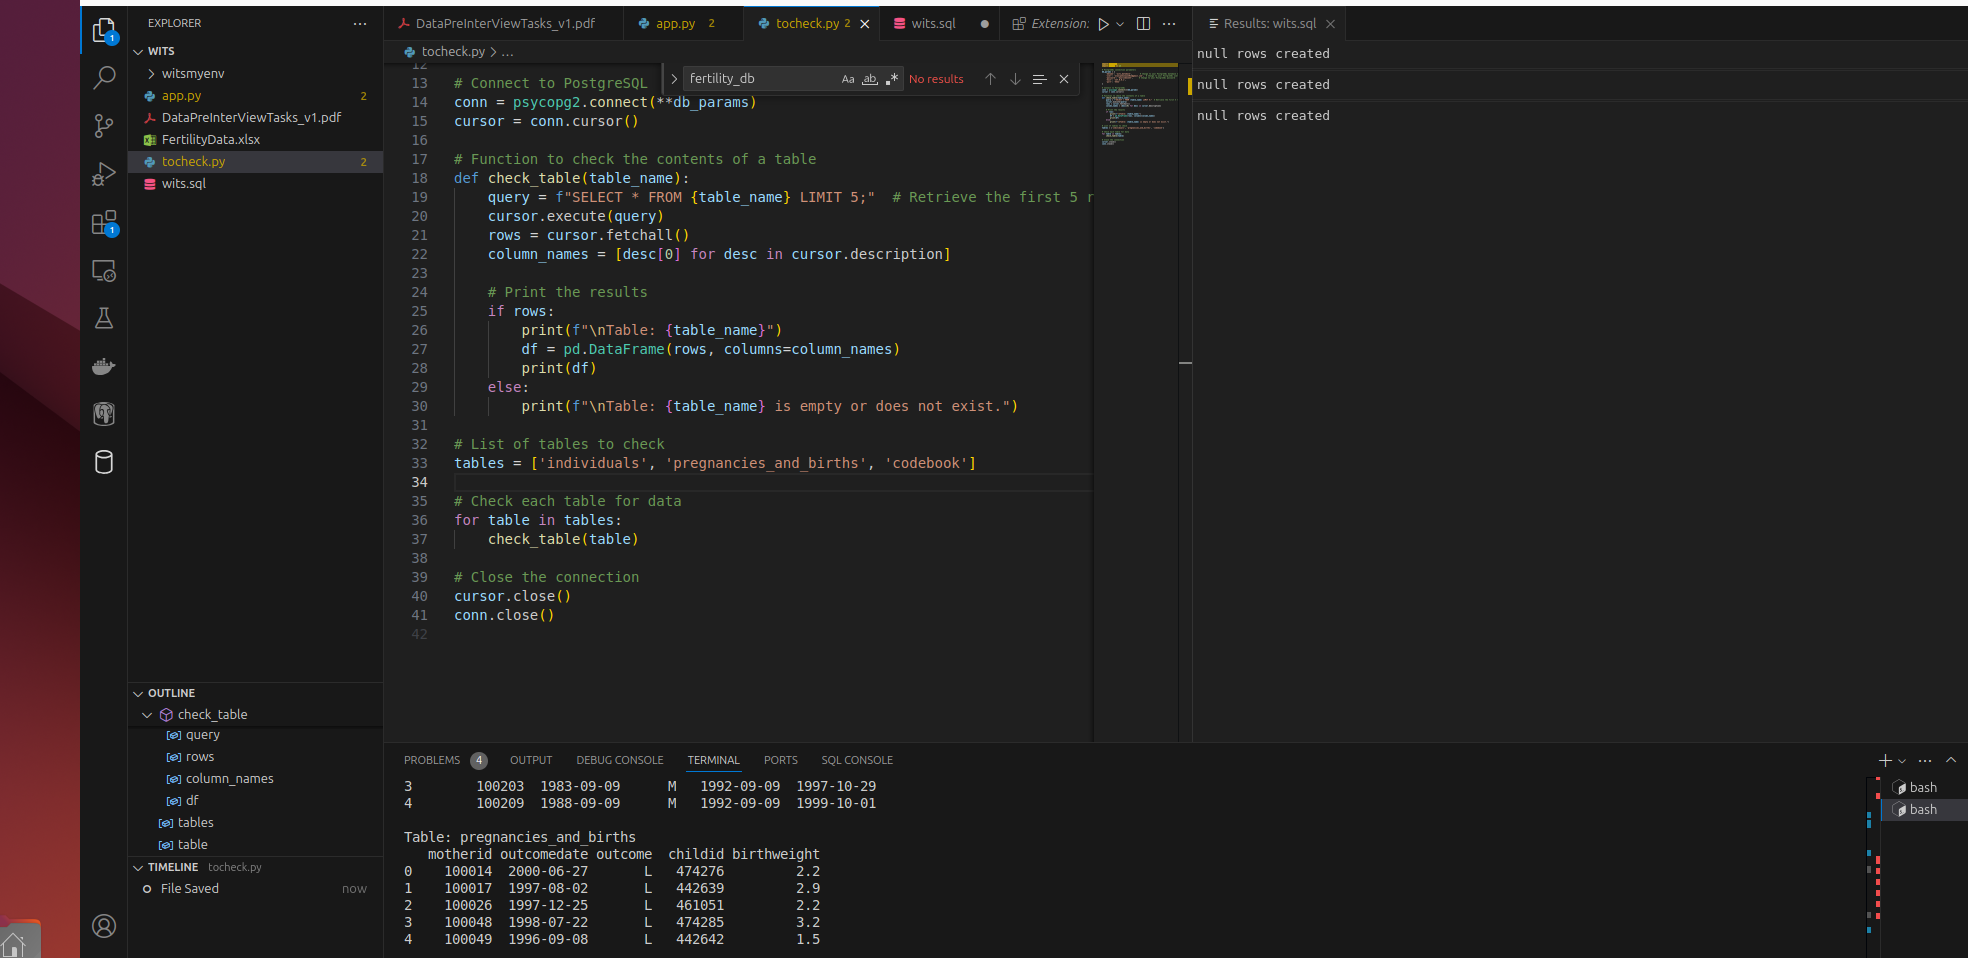 EXPLORER
WITS
witsmyenv
app.py 2
DataPreInterViewTasks_v1.pdf
FertilityData.xlsx
tocheck.py 2
wits.sql
OUTLINE
check_table
query
rows
column_names
df
tables
table
TIMELINE tocheck.py
File Saved now
1
1
DataPreInterViewTasks_v1.pdf
app.py 2
tocheck.py 2
wits.sql
Extension:
tocheck.py > ...
fertility_db
Aa ab .*
No results
12
13 # Connect to PostgreSQL
14 conn = psycopg2.connect(**db_params)
15 cursor = conn.cursor()
16
17 # Function to check the contents of a table
18 def check_table(table_name):
19 query = f"SELECT * FROM {table_name} LIMIT 5;"  # Retrieve the first 5 r
20 cursor.execute(query)
21 rows = cursor.fetchall()
22 column_names = [desc[0] for desc in cursor.description]
23
24 # Print the results
25 if rows:
26 print(f"\nTable: {table_name}")
27 df = pd.DataFrame(rows, columns=column_names)
28 print(df)
29 else:
30 print(f"\nTable: {table_name} is empty or does not exist.")
31
32 # List of tables to check
33 tables = ['individuals', 'pregnancies_and_births', 'codebook']
34
35 # Check each table for data
36 for table in tables:
37 check_table(table)
38
39 # Close the connection
40 cursor.close()
41 conn.close()
42
Results: wits.sql
null rows created
null rows created
null rows created
PROBLEMS 4 OUTPUT DEBUG CONSOLE TERMINAL PORTS SQL CONSOLE
3 100203 1983-09-09 M 1992-09-09 1997-10-29
4 100209 1988-09-09 M 1992-09-09 1999-10-01
Table: pregnancies_and_births
motherid outcomedate outcome childid birthweight
0 100014 2000-06-27 L 474276 2.2
1 100017 1997-08-02 L 442639 2.9
2 100026 1997-12-25 L 461051 2.2
3 100048 1998-07-22 L 474285 3.2
4 100049 1996-09-08 L 442642 1.5
bash
bash